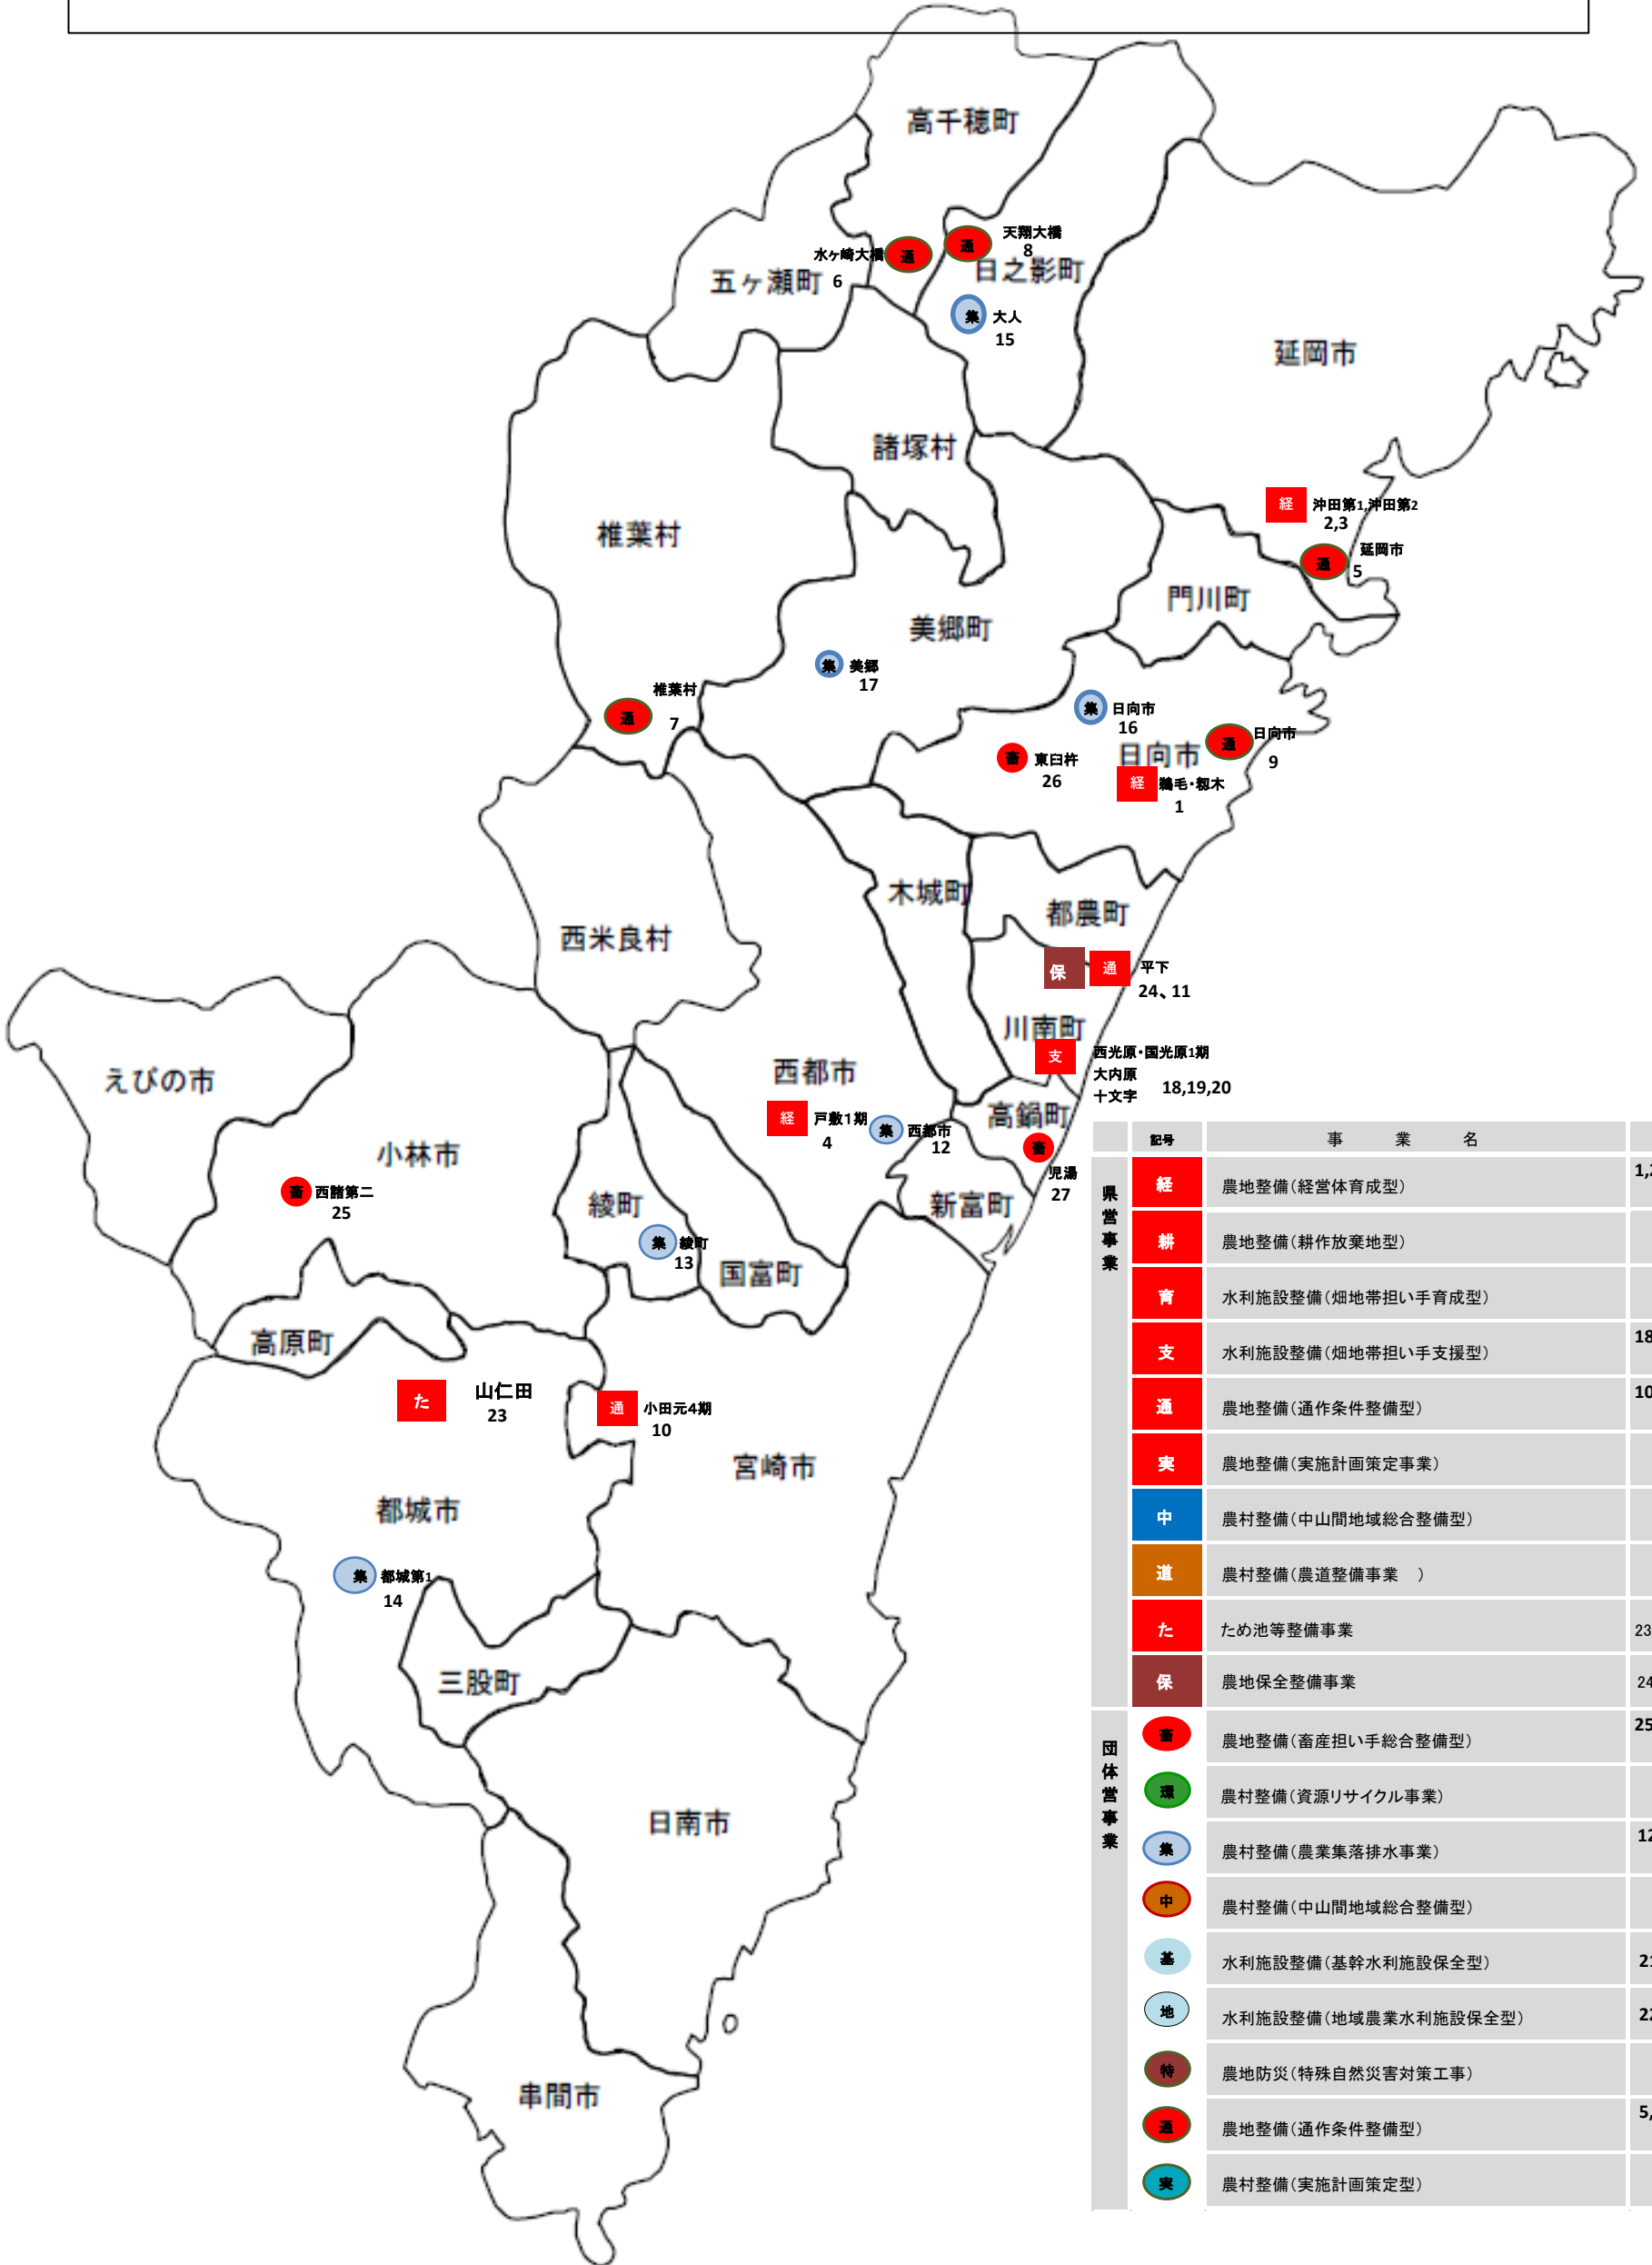 高千穂町
水ヶ崎大橋
通
6
通
天翔大橋
8
五ヶ瀬町
日之影町
集
大人
15
延岡市
諸塚村
椎葉村
経
沖田第1,沖田第2
2,3
通
延岡市
5
門川町
美郷町
集
美郷
17
椎葉村
通
7
集
日向市
16
通
日向市
9
日向市
畜
東臼杵
26
経
鵜毛・籾木
1
木城町
都農町
西米良村
保
通
平下
24、11
川南町
支
西光原・国光原1期
大内原
十文字
18,19,20
えびの市
西都市
経
戸敷1期
4
集
西都市
12
高鍋町
畜
児湯
27
小林市
畜
西諸第二
25
綾町
集
綾町
13
新富町
国富町
高原町
た
山仁田
23
通
小田元4期
10
宮崎市
都城市
集
都城第1
14
三股町
日南市
串間市
記号 事 業 名
県営事業
経 農地整備(経営体育成型)
耕 農地整備(耕作放棄地型)
育 水利施設整備(畑地帯担い手育成型)
支 水利施設整備(畑地帯担い手支援型) 18
通 農地整備(通作条件整備型) 10
実 農地整備(実施計画策定事業)
中 農村整備(中山間地域総合整備型)
道 農村整備(農道整備事業 )
た ため池等整備事業 23
保 農地保全整備事業 24
団体営事業
畜 農地整備(畜産担い手総合整備型) 25
環 農村整備(資源リサイクル事業)
集 農村整備(農業集落排水事業) 12
中 農村整備(中山間地域総合整備型)
基 水利施設整備(基幹水利施設保全型) 21
地 水利施設整備(地域農業水利施設保全型) 22
特 農地防災(特殊自然災害対策工事)
通 農地整備(通作条件整備型) 5,
実 農村整備(実施計画策定型)